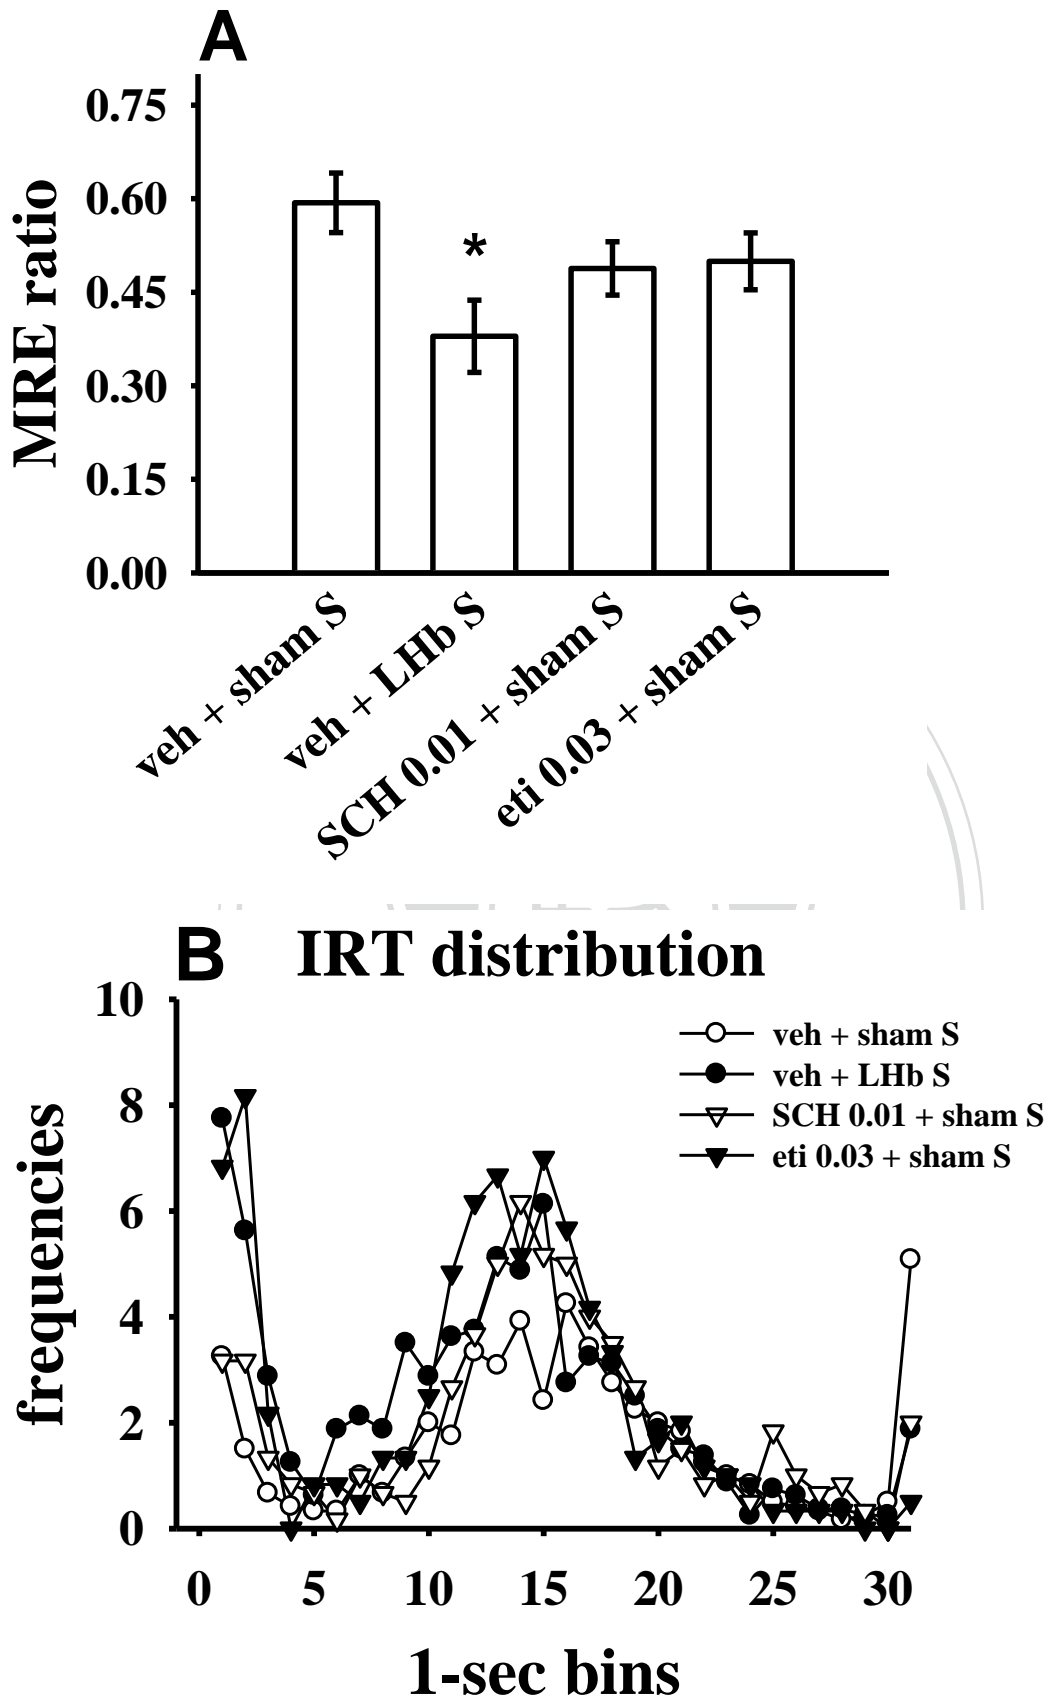 A
0.75
0.60
0.45
0.30
0.15
0.00
MRE ratio
*
veh + sham S
veh + LHb S
SCH 0.01 + sham S
eti 0.03 + sham S
B IRT distribution
10
8
6
4
2
0
frequencies
veh + sham S
veh + LHb S
SCH 0.01 + sham S
eti 0.03 + sham S
0 5 10 15 20 25 30
1-sec bins